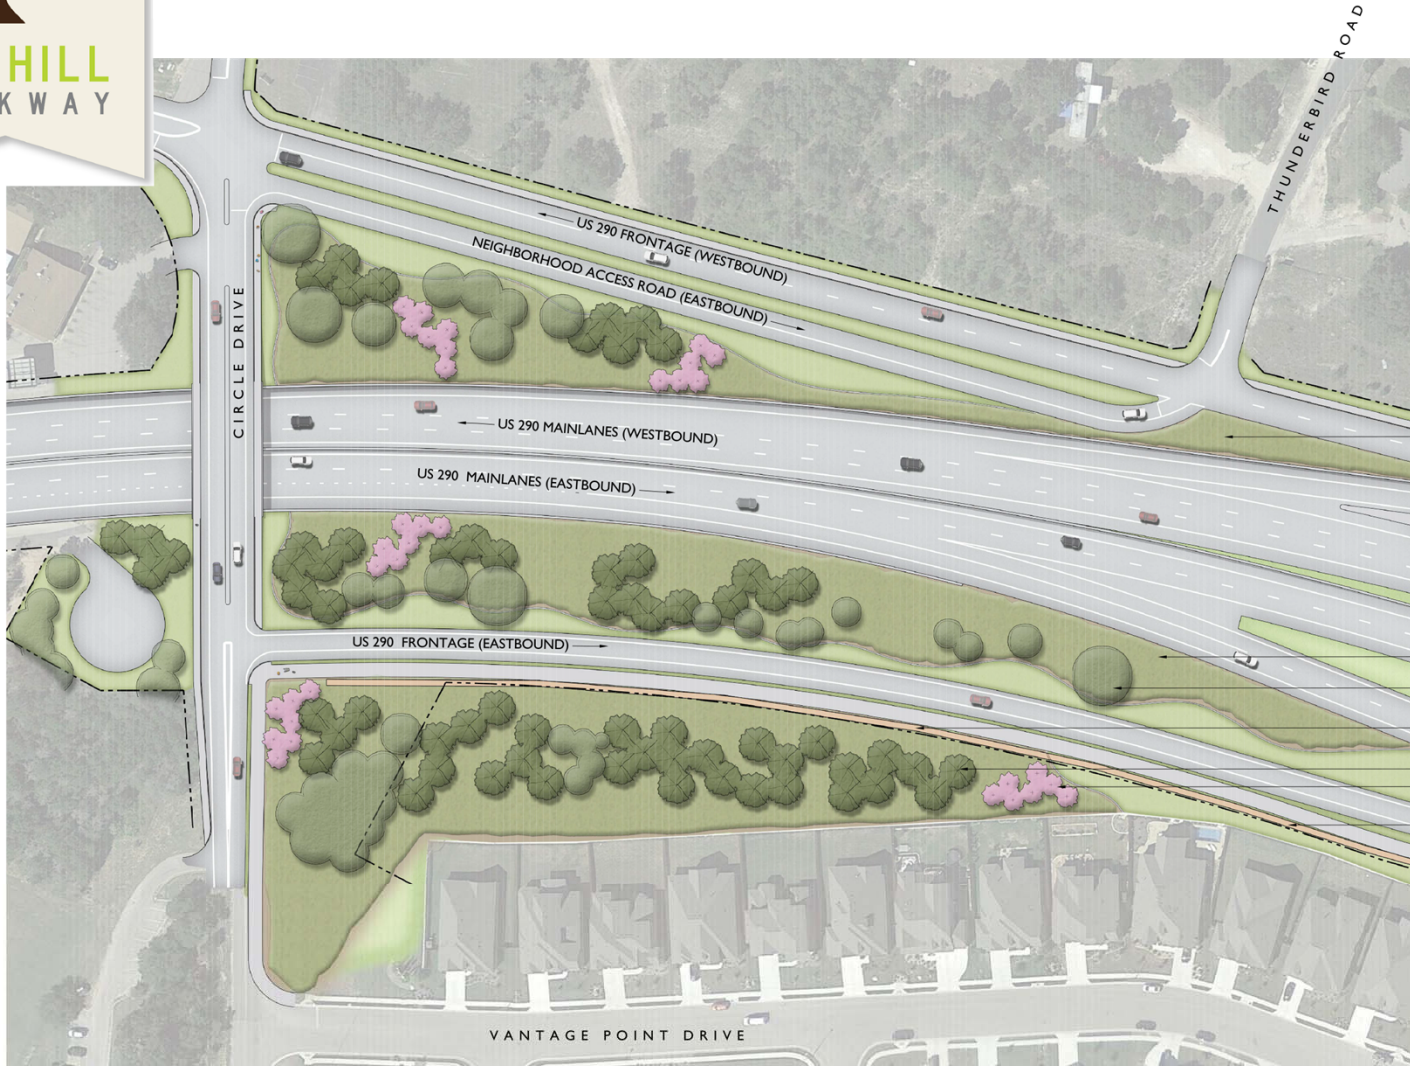 HILL
KWAY
THUNDERBIRD ROAD
US 290 FRONTAGE (WESTBOUND)
NEIGHBORHOOD ACCESS ROAD (EASTBOUND)
CIRCLE DRIVE
US 290 MAINLANES (WESTBOUND)
US 290 MAINLANES (EASTBOUND)
US 290 FRONTAGE (EASTBOUND)
VANTAGE POINT DRIVE